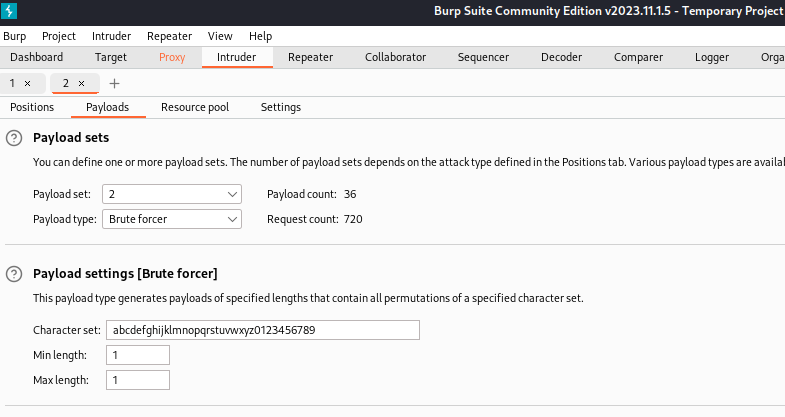 Burp Suite Community Edition v2023.11.1.5 - Temporary Project
Burp Project Intruder Repeater View Help
Dashboard Target Proxy Intruder Repeater Collaborator Sequencer Decoder Comparer Logger Orga
1 × 2 × +
Positions Payloads Resource pool Settings
? Payload sets
You can define one or more payload sets. The number of payload sets depends on the attack type defined in the Positions tab. Various payload types are availa
Payload set: 2 Payload count: 36
Payload type: Brute forcer Request count: 720
? Payload settings [Brute forcer]
This payload type generates payloads of specified lengths that contain all permutations of a specified character set.
Character set: abcdefghijklmnopqrstuvwxyz0123456789
Min length: 1
Max length: 1